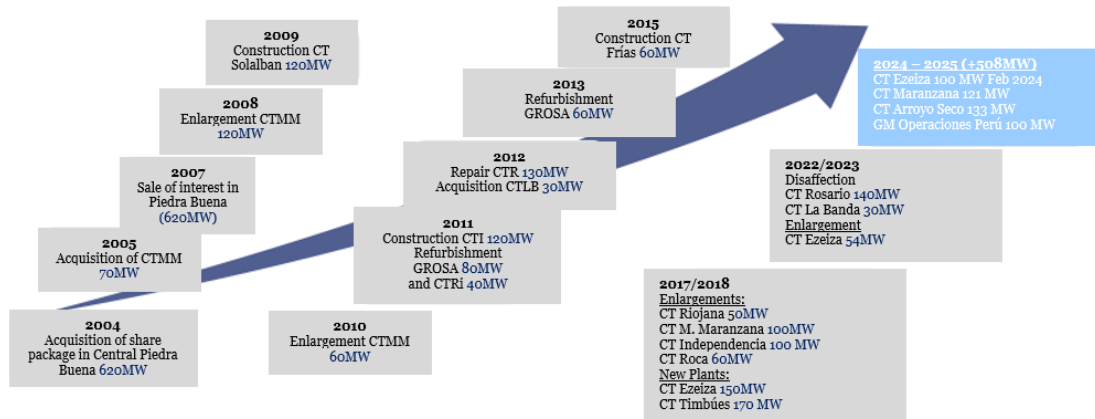 2004
Acquisition of share
package in Central Piedra
Buena 620MW
2005
Acquisition of CTMM
70MW
2007
Sale of interest in
Piedra Buena
(620MW)
2008
Enlargement CTMM
120MW
2009
Construction CT
Solalban 120MW
2010
Enlargement CTMM
60MW
2011
Construction CTI 120MW
Refurbishment
GROSA 80MW
and CTRi 40MW
2012
Repair CTR 130MW
Acquisition CTLB 30MW
2013
Refurbishment
GROSA 60MW
2015
Construction CT
Frías 60MW
2017/2018
Enlargements:
CT Riojana 50MW
CT M. Maranzana 100MW
CT Independencia 100 MW
CT Roca 60MW
New Plants:
CT Ezeiza 150MW
CT Timbúes 170 MW
2022/2023
Disaffection
CT Rosario 140MW
CT La Banda 30MW
Enlargement
CT Ezeiza 54MW
2024 – 2025 (+508MW)
CT Ezeiza 100 MW Feb 2024
CT Maranzana 121 MW
CT Arroyo Seco 133 MW
GM Operaciones Perú 100 MW